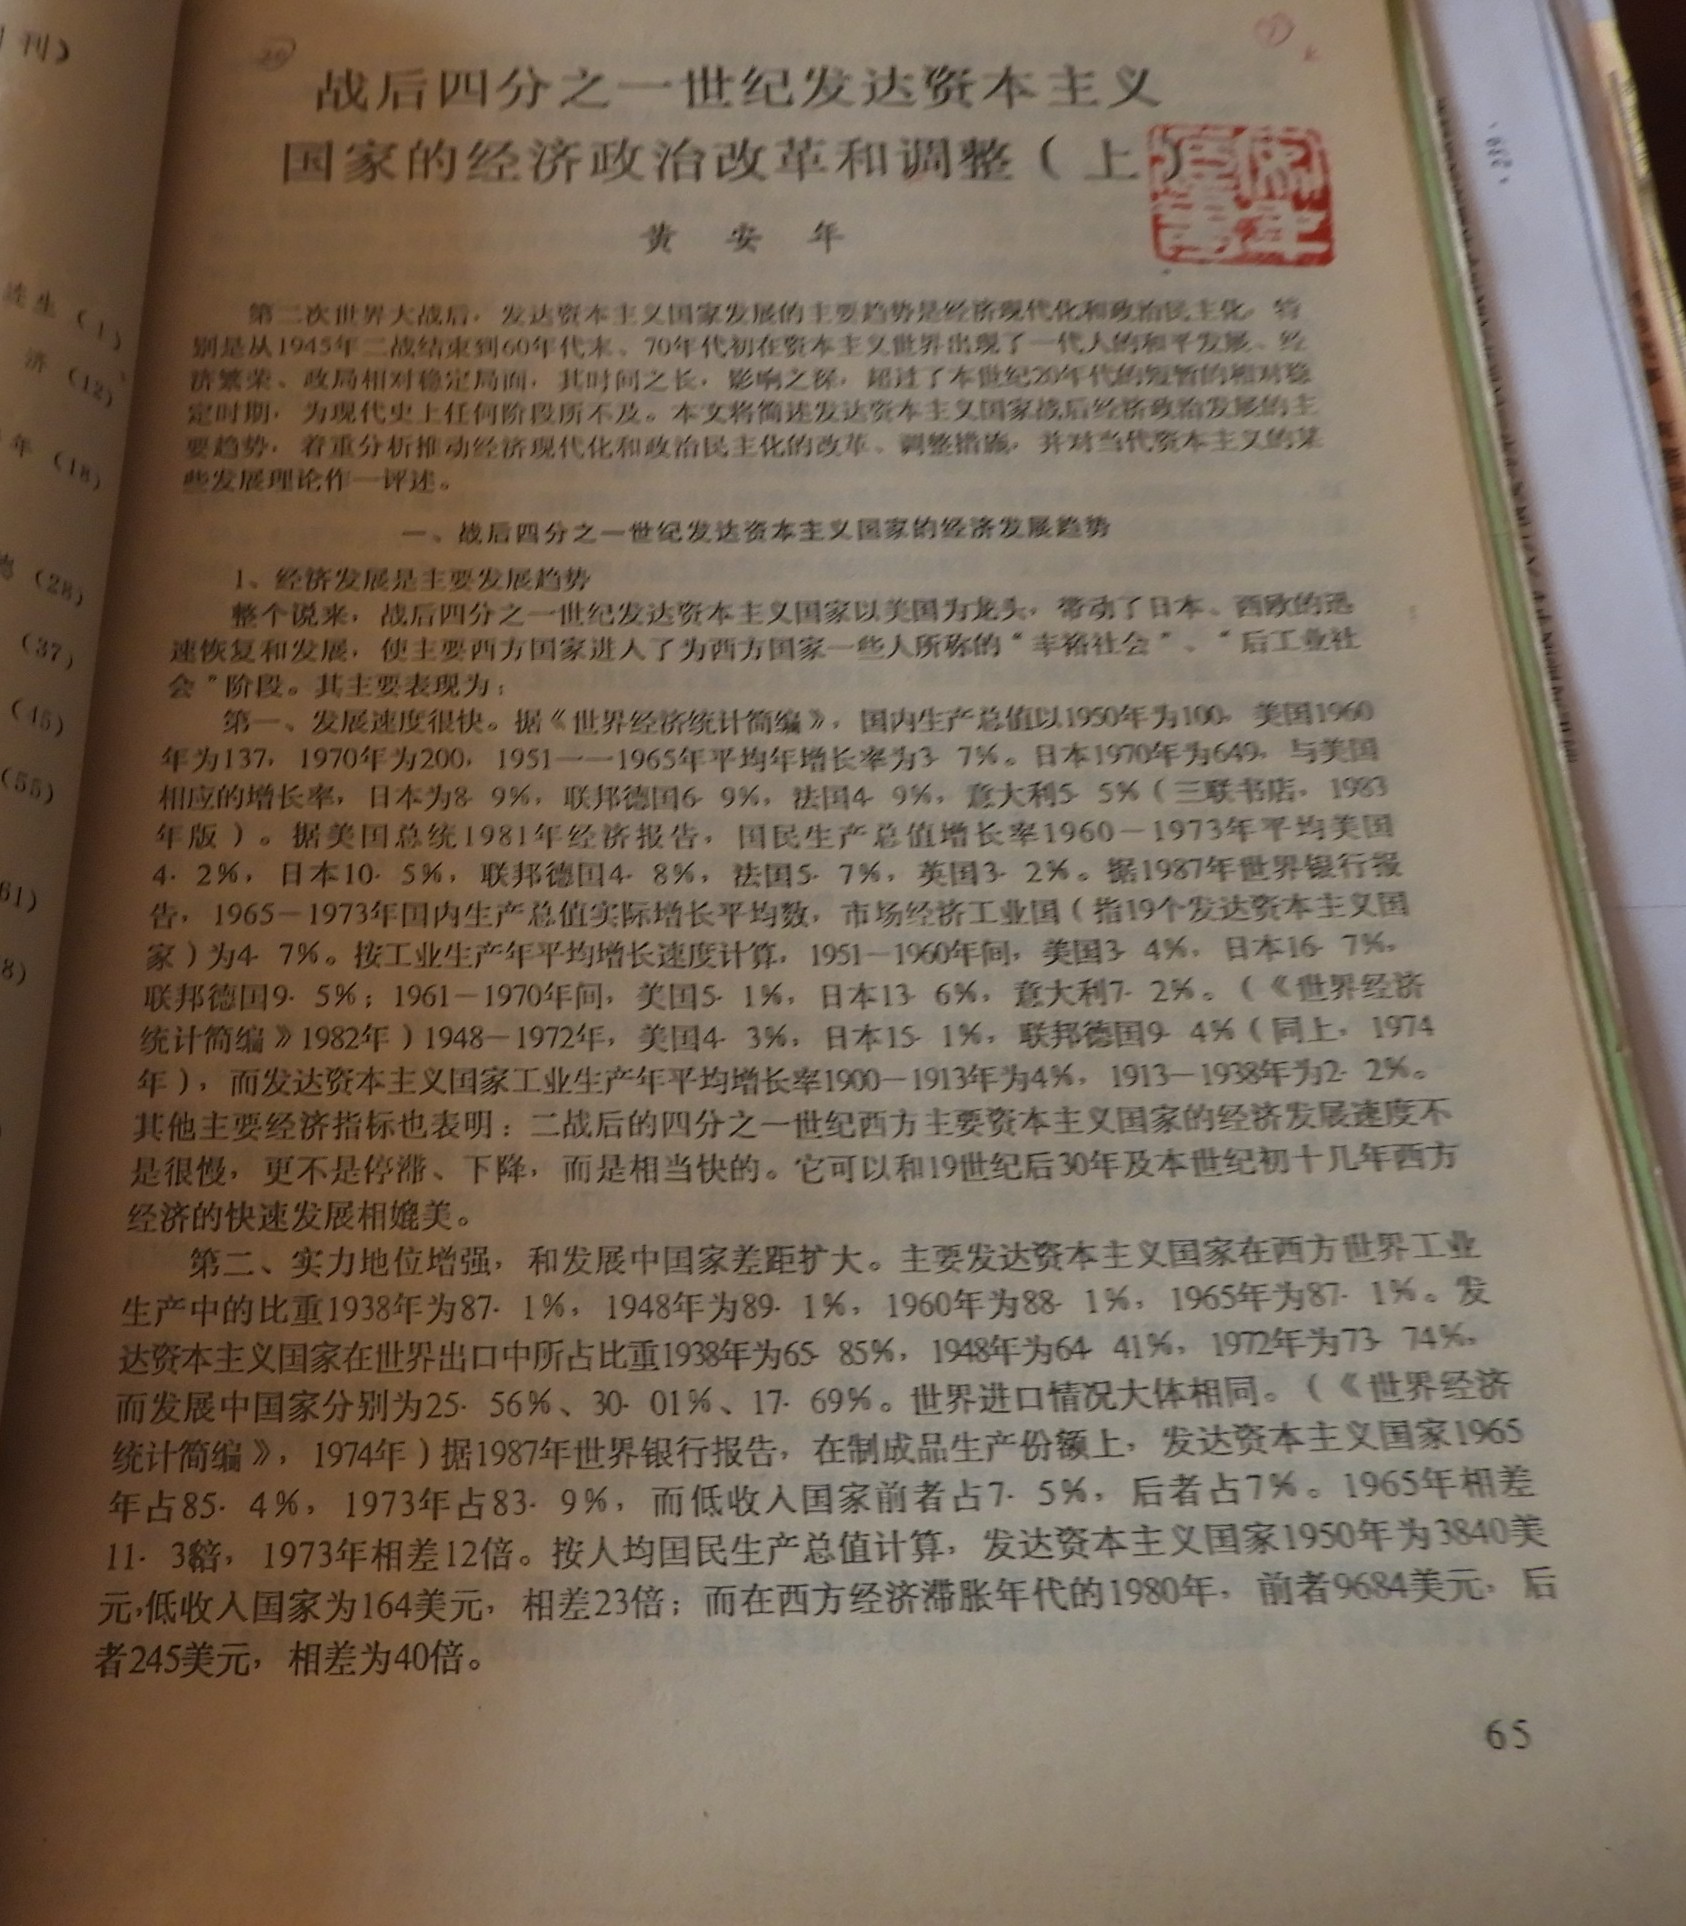 刊）
战后四分之一世纪发达资本主义
国家的经济政治改革和调整（上）
黄 安 年
第二次世界大战后，发达资本主义国家发展的主要趋势是经济现代化和政治民主化，特
别是从1945年二战结束到60年代末、70年代初在资本主义世界出现了一代人的和平发展、经
济繁荣、政局相对稳定局面，其时间之长，影响之深，超过了本世纪20年代的短暂的相对稳
定时期，为现代史上任何阶段所不及。本文将简述发达资本主义国家战后经济政治发展的主
要趋势，着重分析推动经济现代化和政治民主化的改革、调整措施，并对当代资本主义的某
些发展理论作一评述。
一、战后四分之一世纪发达资本主义国家的经济发展趋势
1、经济发展是主要发展趋势
整个说来，战后四分之一世纪发达资本主义国家以美国为龙头，带动了日本、西欧的迅
速恢复和发展，使主要西方国家进入了为西方国家一些人所称的“丰裕社会”、“后工业社
会”阶段。其主要表现为：
第一、发展速度很快。据《世界经济统计简编》，国内生产总值以1950年为100，美国1960
年为137，1970年为200，1951——1965年平均年增长率为3·7%。日本1970年为649，与美国
相应的增长率，日本为8·9%，联邦德国6·9%，法国4·9%，意大利5·5%（三联书店，1983
年版）。据美国总统1981年经济报告，国民生产总值增长率1960－1973年平均美国
4·2%，日本10·5%，联邦德国4·8%，法国5·7%，英国3·2%。据1987年世界银行报
告，1965－1973年国内生产总值实际增长平均数，市场经济工业国（指19个发达资本主义国
家）为4·7%。按工业生产年平均增长速度计算，1951－1960年间，美国3·4%，日本16·7%，
联邦德国9·5%；1961－1970年间，美国5·1%，日本13·6%，意大利7·2%。（《世界经济
统计简编》1982年）1948－1972年，美国4·3%，日本15·1%，联邦德国9·4%（同上，1974
年），而发达资本主义国家工业生产年平均增长率1900－1913年为4%，1913－1938年为2·2%。
其他主要经济指标也表明：二战后的四分之一世纪西方主要资本主义国家的经济发展速度不
是很慢，更不是停滞、下降，而是相当快的。它可以和19世纪后30年及本世纪初十几年西方
经济的快速发展相媲美。
第二、实力地位增强，和发展中国家差距扩大。主要发达资本主义国家在西方世界工业
生产中的比重1938年为87·1%，1948年为89·1%，1960年为88·1%，1965年为87·1%。发
达资本主义国家在世界出口中所占比重1938年为65·85%，1948年为64·41%，1972年为73·74%，
而发展中国家分别为25·56%、30·01%、17·69%。世界进口情况大体相同。（《世界经济
统计简编》，1974年）据1987年世界银行报告，在制成品生产份额上，发达资本主义国家1965
年占85·4%，1973年占83·9%，而低收入国家前者占7·5%，后者占7%。1965年相差
11·3倍，1973年相差12倍。按人均国民生产总值计算，发达资本主义国家1950年为3840美
元,低收入国家为164美元，相差23倍；而在西方经济滞胀年代的1980年，前者9684美元，后
者245美元，相差为40倍。
65
生（1）
济（12）
年（18）
（28）
（37）
（45）
（55）
61）
8）